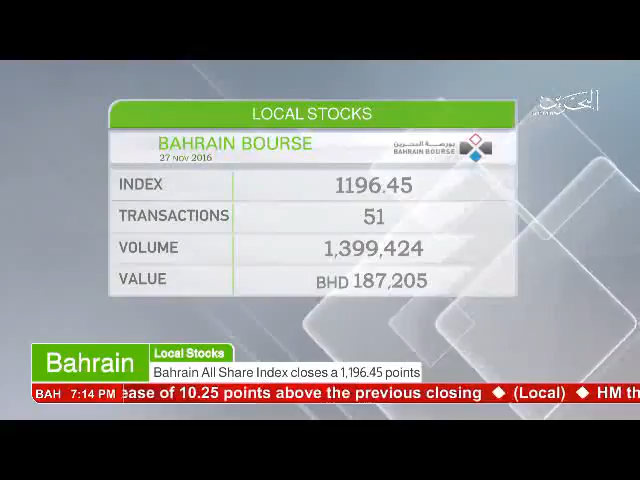 البحرين
LOCAL STOCKS
BAHRAIN BOURSE
27 NOV 2016
بورصة البحرين
BAHRAIN BOURSE
INDEX 1196.45
TRANSACTIONS 51
VOLUME 1,399,424
VALUE BHD 187,205
Bahrain
Local Stocks
Bahrain All Share Index closes a 1,196.45 points
BAH 7:14 PM ease of 10.25 points above the previous closing ◆ (Local) ◆ HM th